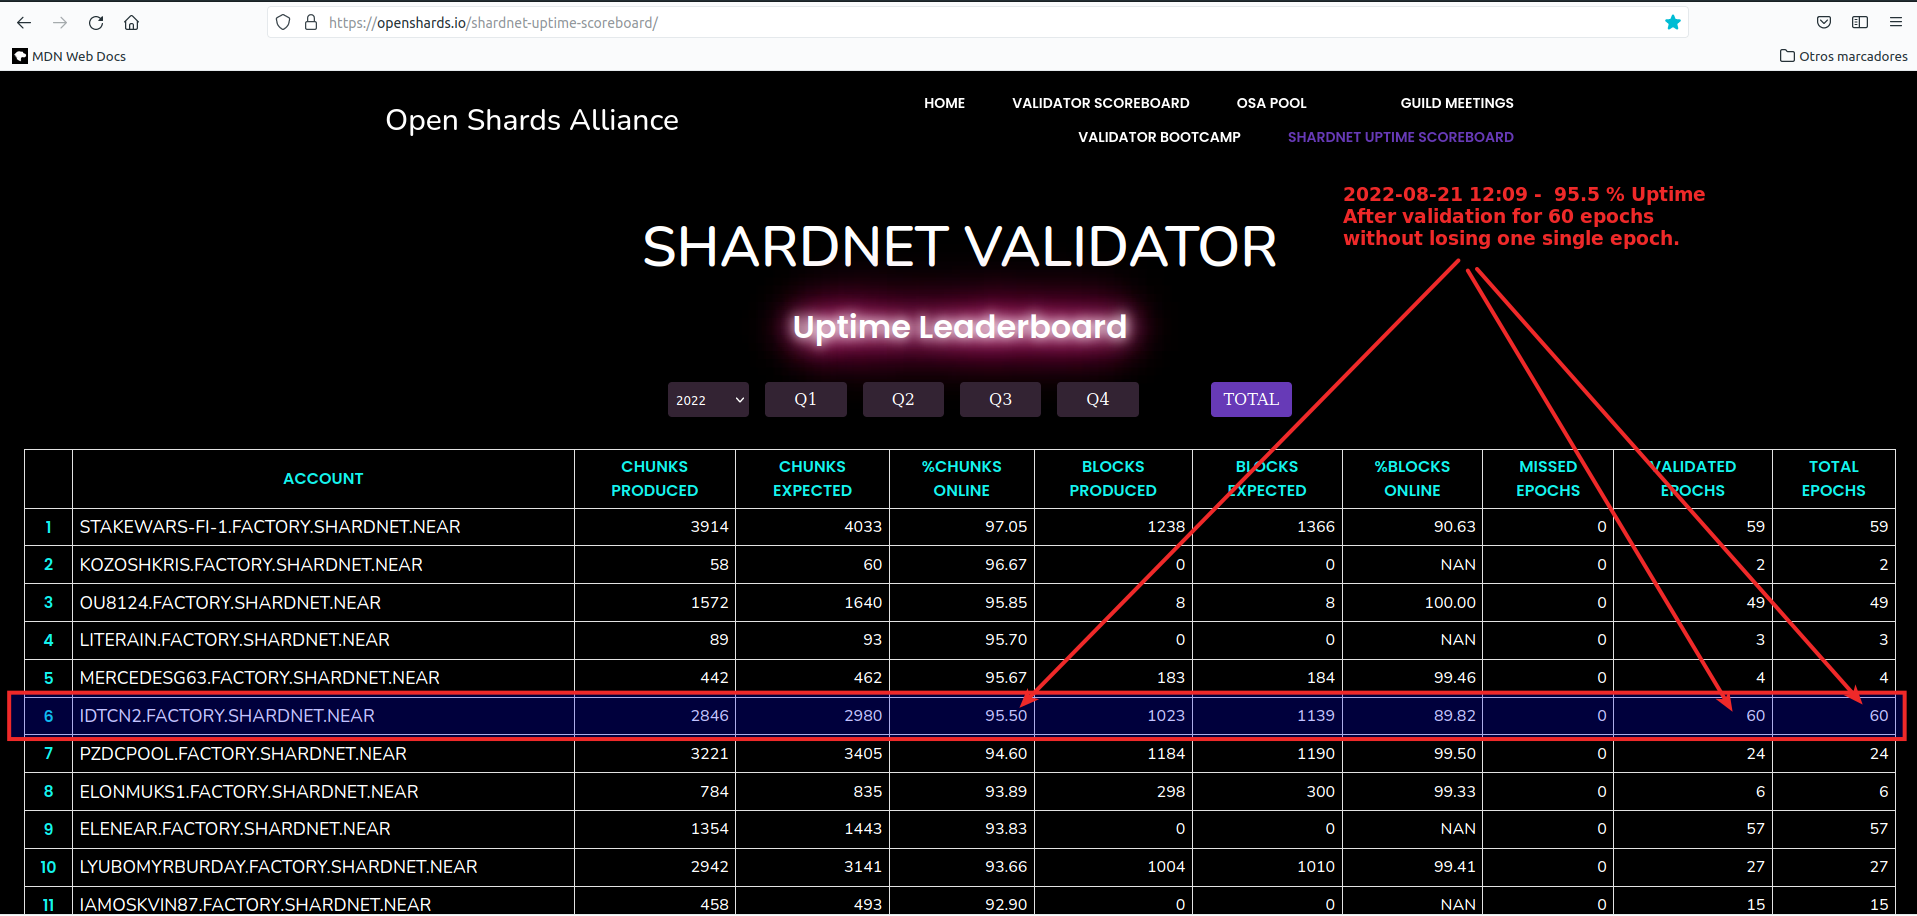 https://openshards.io/shardnet-uptime-scoreboard/
MDN Web Docs
Otros marcadores
Open Shards Alliance
HOME VALIDATOR SCOREBOARD OSA POOL GUILD MEETINGS
VALIDATOR BOOTCAMP SHARDNET UPTIME SCOREBOARD
2022-08-21 12:09 - 95.5 % Uptime
After validation for 60 epochs
without losing one single epoch.
SHARDNET VALIDATOR
Uptime Leaderboard
2022 Q1 Q2 Q3 Q4 TOTAL
ACCOUNT CHUNKS PRODUCED CHUNKS EXPECTED %CHUNKS ONLINE BLOCKS PRODUCED BLOCKS EXPECTED %BLOCKS ONLINE MISSED EPOCHS VALIDATED EPOCHS TOTAL EPOCHS
1 STAKEWARS-FI-1.FACTORY.SHARDNET.NEAR 3914 4033 97.05 1238 1366 90.63 0 59 59
2 KOZOSHKRIS.FACTORY.SHARDNET.NEAR 58 60 96.67 0 0 NAN 0 2 2
3 OU8124.FACTORY.SHARDNET.NEAR 1572 1640 95.85 8 8 100.00 0 49 49
4 LITERAIN.FACTORY.SHARDNET.NEAR 89 93 95.70 0 0 NAN 0 3 3
5 MERCEDESG63.FACTORY.SHARDNET.NEAR 442 462 95.67 183 184 99.46 0 4 4
6 IDTCN2.FACTORY.SHARDNET.NEAR 2846 2980 95.50 1023 1139 89.82 0 60 60
7 PZDCPOOL.FACTORY.SHARDNET.NEAR 3221 3405 94.60 1184 1190 99.50 0 24 24
8 ELONMUKS1.FACTORY.SHARDNET.NEAR 784 835 93.89 298 300 99.33 0 6 6
9 ELENEAR.FACTORY.SHARDNET.NEAR 1354 1443 93.83 0 0 NAN 0 57 57
10 LYUBOMYRBURDAY.FACTORY.SHARDNET.NEAR 2942 3141 93.66 1004 1010 99.41 0 27 27
11 IAMOSKVIN87.FACTORY.SHARDNET.NEAR 458 493 92.90 0 0 NAN 0 15 15